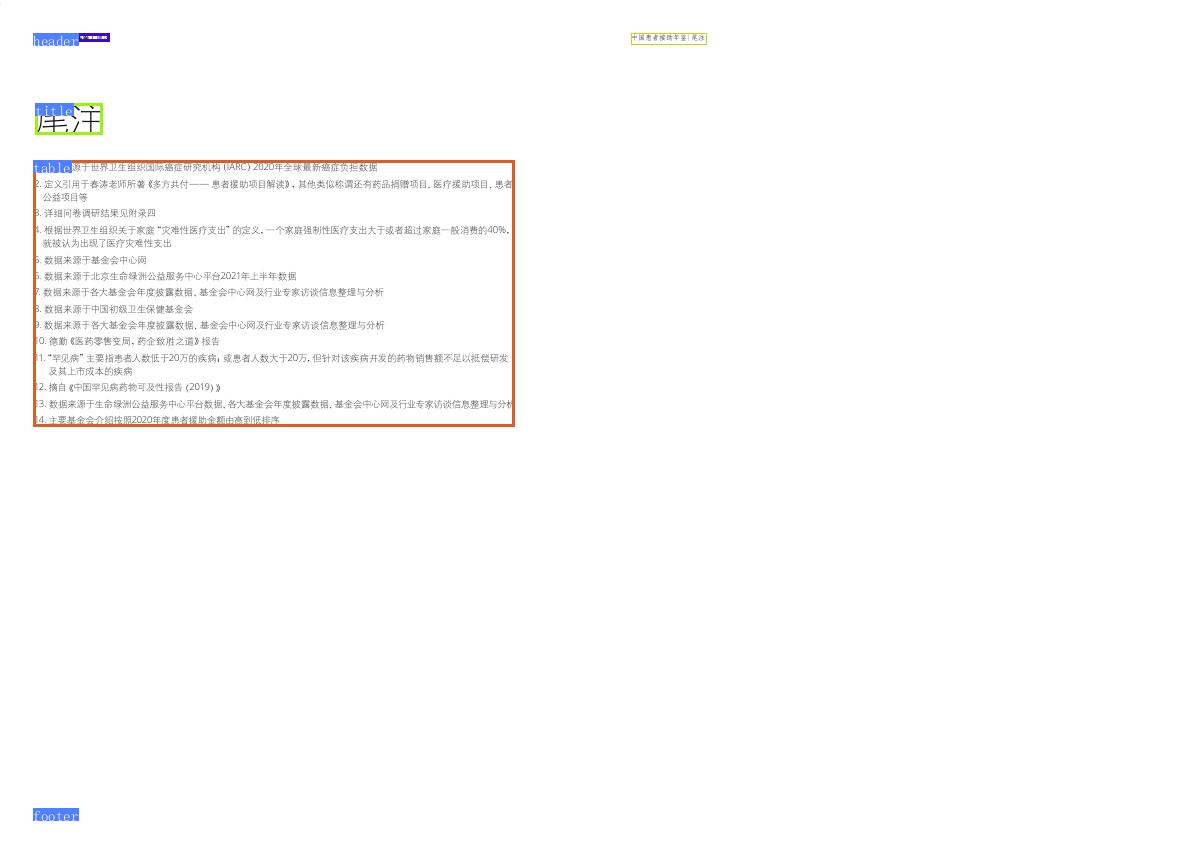 header
中国患者援助年鉴 | 尾注
title
尾注
table
源于世界卫生组织国际癌症研究机构 (IARC) 2020年全球最新癌症负担数据
2. 定义引用于春涛老师所著《多方共付—— 患者援助项目解读》，其他类似称谓还有药品捐赠项目、医疗援助项目、患者
公益项目等
3. 详细问卷调研结果见附录四
4. 根据世界卫生组织关于家庭“灾难性医疗支出”的定义，一个家庭强制性医疗支出大于或者超过家庭一般消费的40%，
就被认为出现了医疗灾难性支出
5. 数据来源于基金会中心网
6. 数据来源于北京生命绿洲公益服务中心平台2021年上半年数据
7. 数据来源于各大基金会年度披露数据、基金会中心网及行业专家访谈信息整理与分析
8. 数据来源于中国初级卫生保健基金会
9. 数据来源于各大基金会年度披露数据、基金会中心网及行业专家访谈信息整理与分析
10. 德勤《医药零售变局，药企致胜之道》报告
11. “罕见病”主要指患者人数低于20万的疾病；或患者人数大于20万，但针对该疾病开发的药物销售额不足以抵偿研发
及其上市成本的疾病
12. 摘自《中国罕见病药物可及性报告 (2019) 》
13. 数据来源于生命绿洲公益服务中心平台数据、各大基金会年度披露数据、基金会中心网及行业专家访谈信息整理与分析
14. 主要基金会介绍按照2020年度患者援助金额由高到低排序
footer